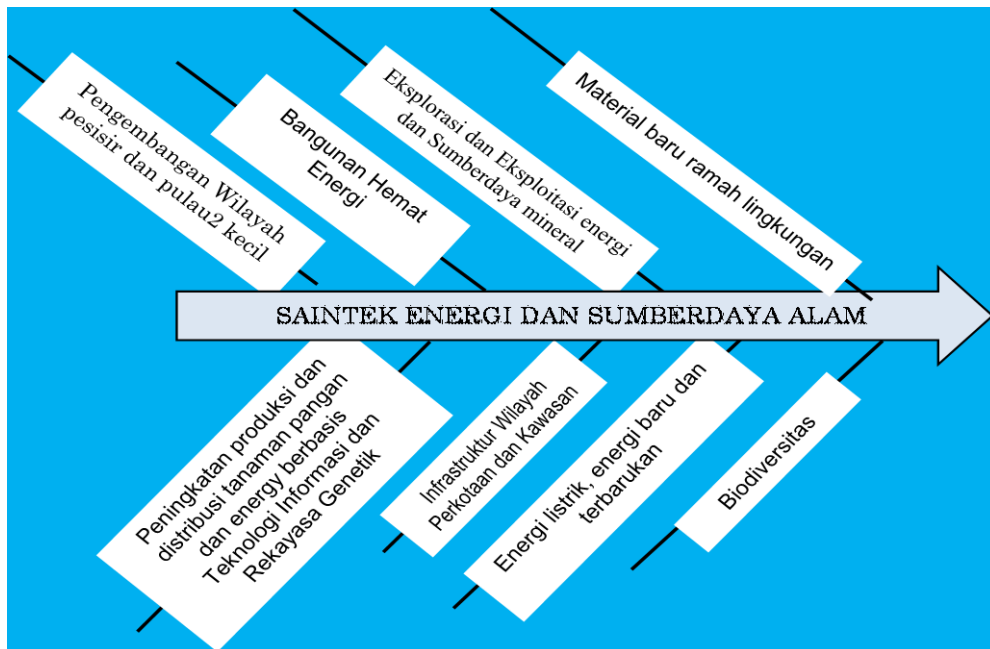 Pengembangan Wilayah
pesisir dan pulau2 kecil
Bangunan Hemat
Energi
Eksplorasi dan Eksploitasi energi
dan Sumberdaya mineral
Material baru ramah lingkungan
SAINTEK ENERGI DAN SUMBERDAYA ALAM
Peningkatan produksi dan
distribusi tanaman pangan
dan energy berbasis
Teknologi Informasi dan
Rekayasa Genetik
Infrastruktur Wilayah
Perkotaan dan Kawasan
Energi listrik, energi baru dan
terbarukan
Biodiversitas